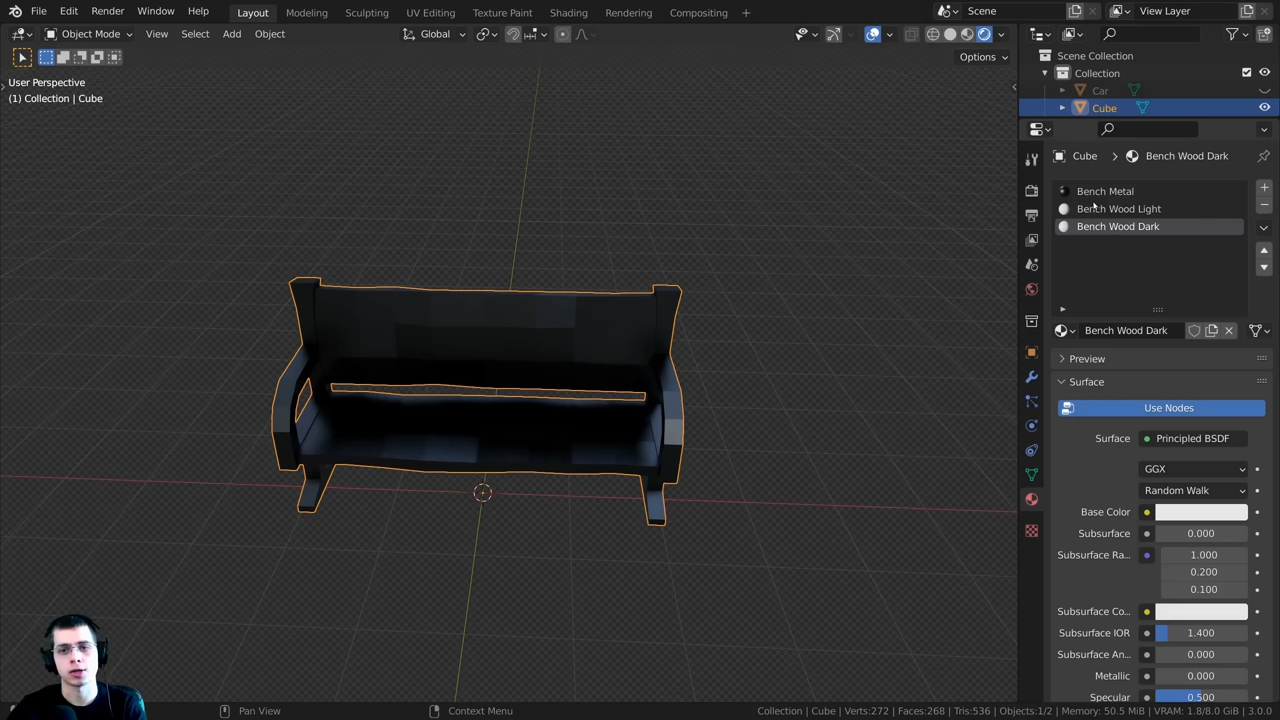 File Edit Render Window Help Layout Modeling Sculpting UV Editing Texture Paint Shading Rendering Compositing + Scene View Layer
Object Mode View Select Add Object Global
Options
User Perspective
(1) Collection | Cube
Scene Collection
Collection
Car
Cube
Cube > Bench Wood Dark
Bench Metal
Bench Wood Light
Bench Wood Dark
Bench Wood Dark
Preview
Surface
Use Nodes
Surface Principled BSDF
GGX
Random Walk
Base Color
Subsurface 0.000
Subsurface Ra... 1.000
0.200
0.100
Subsurface Co...
Subsurface IOR 1.400
Subsurface An... 0.000
Metallic 0.000
Specular 0.500
Pan View Context Menu Collection | Cube | Verts:272 | Faces:268 | Tris:536 | Objects:1/2 | Memory: 50.5 MiB | VRAM: 1.8/8.0 GiB | 3.0.0